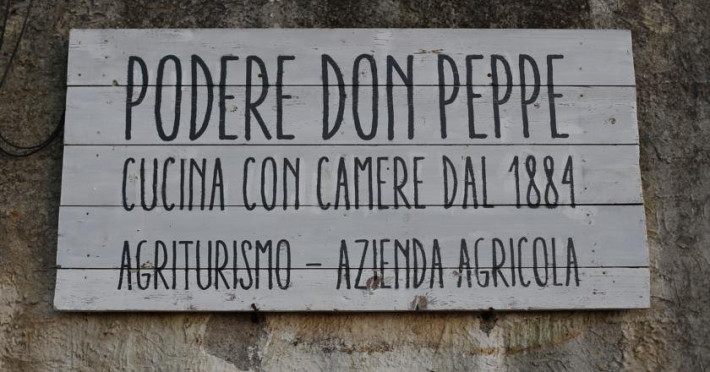 PODERE DON PEPPE
CUCINA CON CAMERE DAL 1884
AGRITURISMO - AZIENDA AGRICOLA